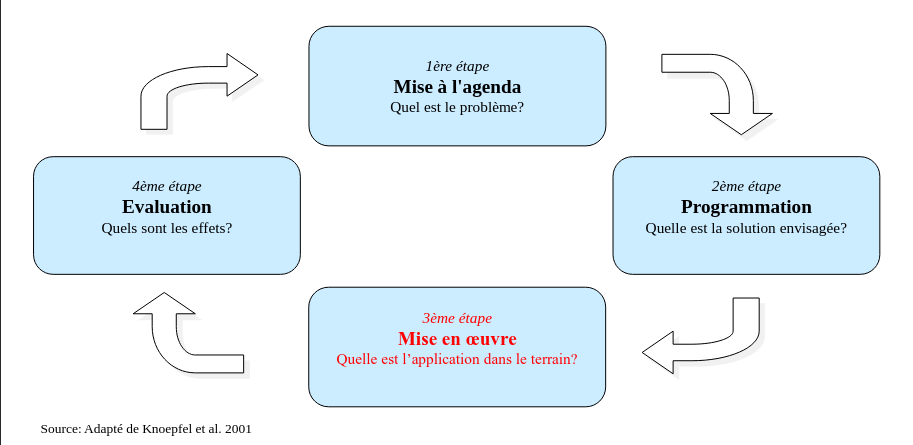 1ère étape
Mise à l'agenda
Quel est le problème?
2ème étape
Programmation
Quelle est la solution envisagée?
3ème étape
Mise en œuvre
Quelle est l’application dans le terrain?
4ème étape
Evaluation
Quels sont les effets?
Source: Adapté de Knoepfel et al. 2001